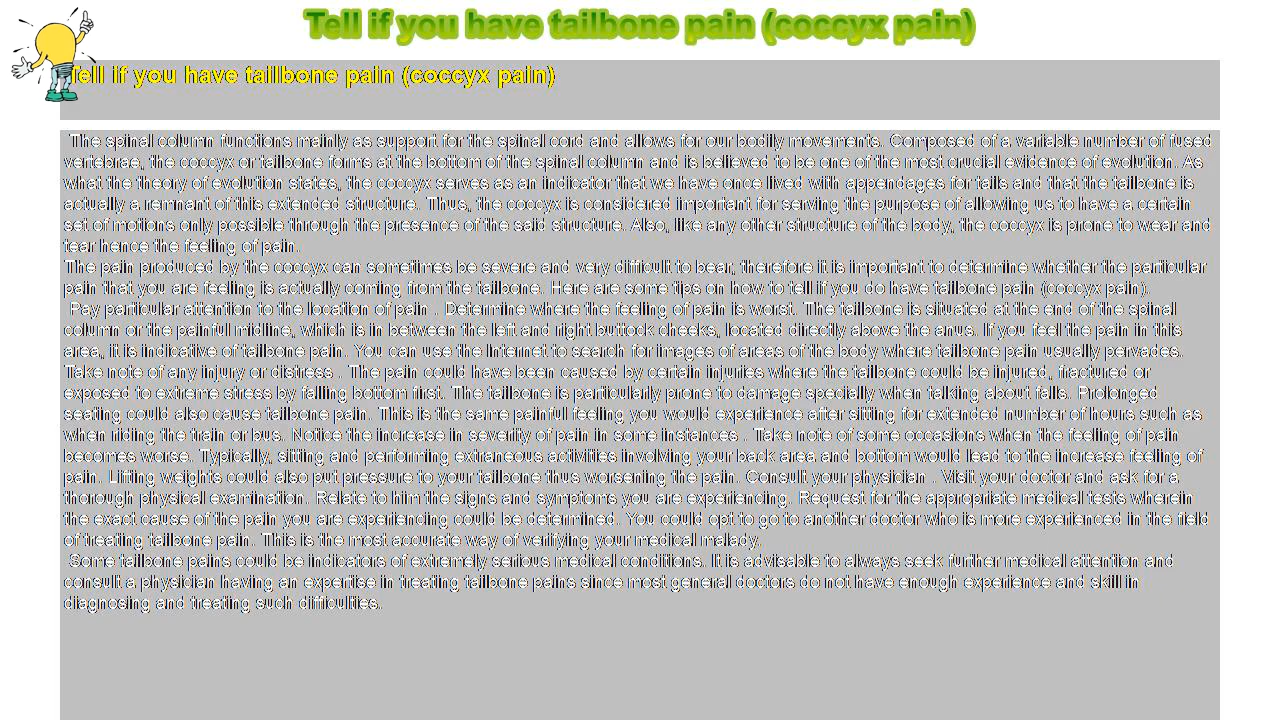 Tell if you have tailbone pain (coccyx pain)
Tell if you have tailbone pain (coccyx pain)
The spinal column functions mainly as support for the spinal cord and allows for our bodily movements. Composed of a variable number of fused
vertebrae, the coccyx or tailbone forms at the bottom of the spinal column and is believed to be one of the most crucial evidence of evolution. As
what the theory of evolution states, the coccyx serves as an indicator that we have once lived with appendages for tails and that the tailbone is
actually a remnant of this extended structure. Thus, the coccyx is considered important for serving the purpose of allowing us to have a certain
set of motions only possible through the presence of the said structure. Also, like any other structure of the body, the coccyx is prone to wear and
tear hence the feeling of pain.
The pain produced by the coccyx can sometimes be severe and very difficult to bear, therefore it is important to determine whether the particular
pain that you are feeling is actually coming from the tailbone. Here are some tips on how to tell if you do have tailbone pain (coccyx pain).
Pay particular attention to the location of pain . Determine where the feeling of pain is worst. The tailbone is situated at the end of the spinal
column or the painful midline, which is in between the left and right buttock cheeks, located directly above the anus. If you feel the pain in this
area, it is indicative of tailbone pain. You can use the Internet to search for images of areas of the body where tailbone pain usually pervades.
Take note of any injury or distress . The pain could have been caused by certain injuries where the tailbone could be injured, fractured or
exposed to extreme stress by falling bottom first. The tailbone is particularly prone to damage specially when talking about falls. Prolonged
seating could also cause tailbone pain. This is the same painful feeling you would experience after sitting for extended number of hours such as
when riding the train or bus. Notice the increase in severity of pain in some instances . Take note of some occasions when the feeling of pain
becomes worse. Typically, sitting and performing extraneous activities involving your back area and bottom would lead to the increase feeling of
pain. Lifting weights could also put pressure to your tailbone thus worsening the pain. Consult your physician . Visit your doctor and ask for a
thorough physical examination. Relate to him the signs and symptoms you are experiencing. Request for the appropriate medical tests wherein
the exact cause of the pain you are experiencing could be determined. You could opt to go to another doctor who is more experienced in the field
of treating tailbone pain. This is the most accurate way of verifying your medical malady.
Some tailbone pains could be indicators of extremely serious medical conditions. It is advisable to always seek further medical attention and
consult a physician having an expertise in treating tailbone pains since most general doctors do not have enough experience and skill in
diagnosing and treating such difficulties.